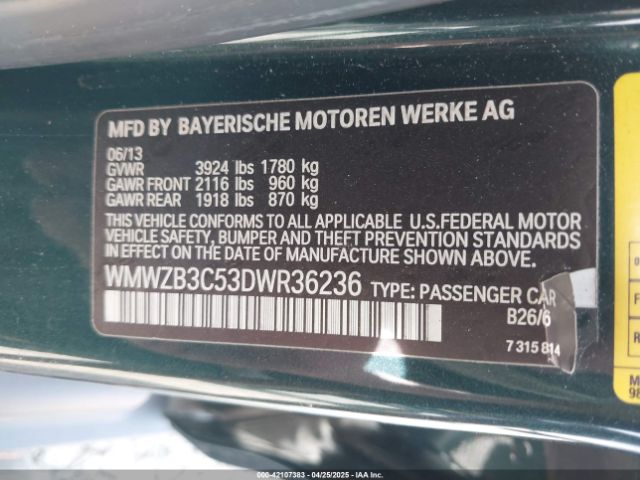 MFD BY BAYERISCHE MOTOREN WERKE AG
06/13
GVWR 3924 lbs 1780 kg
GAWR FRONT 2116 lbs 960 kg
GAWR REAR 1918 lbs 870 kg
THIS VEHICLE CONFORMS TO ALL APPLICABLE U.S.FEDERAL MOTOR
VEHICLE SAFETY, BUMPER AND THEFT PREVENTION STANDARDS
IN EFFECT ON THE DATE OF MANUFACTURE SHOWN ABOVE.
WMWZB3C53DWR36236 TYPE: PASSENGER CAR
B26/6
7 315 814
000-42107383 - 04/25/2025 - IAAI.COM